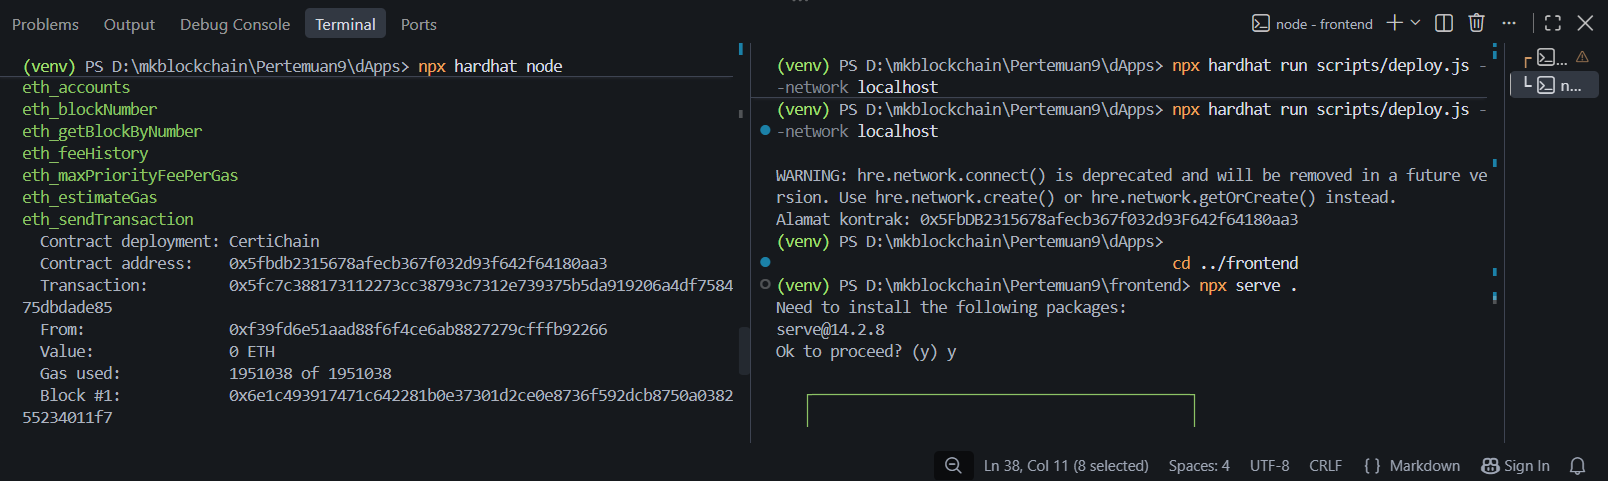 Problems Output Debug Console Terminal Ports
node - frontend
(venv) PS D:\mkblockchain\Pertemuan9\dApps> npx hardhat node
eth_accounts
eth_blockNumber
eth_getBlockByNumber
eth_feeHistory
eth_maxPriorityFeePerGas
eth_estimateGas
eth_sendTransaction
Contract deployment: CertiChain
Contract address: 0x5fbdb2315678afecb367f032d93f642f64180aa3
Transaction: 0x5fc7c388173112273cc38793c7312e739375b5da919206a4df7584
75dbdade85
From: 0xf39fd6e51aad88f6f4ce6ab8827279cfffb92266
Value: 0 ETH
Gas used: 1951038 of 1951038
Block #1: 0x6e1c493917471c642281b0e37301d2ce0e8736f592dcb8750a0382
55234011f7
(venv) PS D:\mkblockchain\Pertemuan9\dApps> npx hardhat run scripts/deploy.js -
-network localhost
(venv) PS D:\mkblockchain\Pertemuan9\dApps> npx hardhat run scripts/deploy.js -
-network localhost
WARNING: hre.network.connect() is deprecated and will be removed in a future ve
rsion. Use hre.network.create() or hre.network.getOrCreate() instead.
Alamat kontrak: 0x5FbDB2315678afecb367f032d93F642f64180aa3
(venv) PS D:\mkblockchain\Pertemuan9\dApps>
cd ../frontend
(venv) PS D:\mkblockchain\Pertemuan9\frontend> npx serve .
Need to install the following packages:
serve@14.2.8
Ok to proceed? (y) y
...
n...
Ln 38, Col 11 (8 selected) Spaces: 4 UTF-8 CRLF { } Markdown Sign In